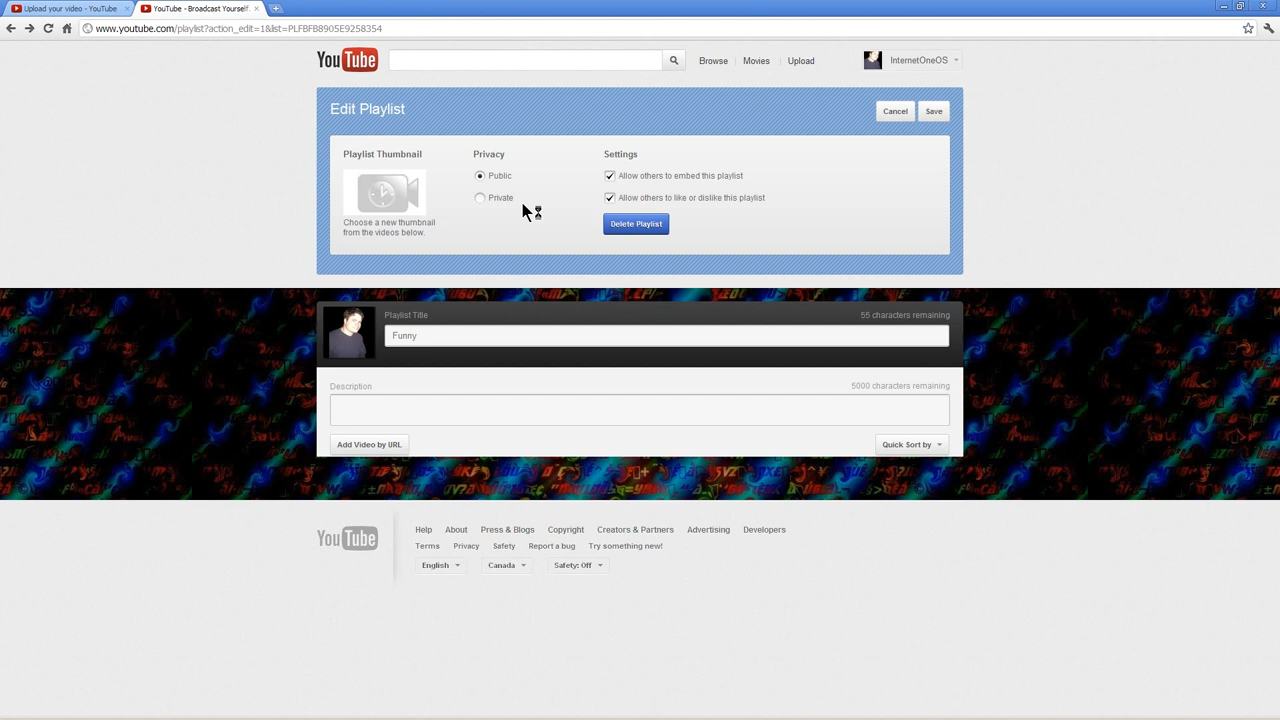 Upload your video - YouTube
YouTube - Broadcast Yourself.
www.youtube.com/playlist?action_edit=1&list=PLFBFB8905E9258354
YouTube
Browse
Movies
Upload
InternetOneOS
Edit Playlist
Cancel
Save
Playlist Thumbnail
Privacy
Settings
Public
Allow others to embed this playlist
Private
Allow others to like or dislike this playlist
Choose a new thumbnail
from the videos below.
Delete Playlist
Playlist Title
55 characters remaining
Funny
Description
5000 characters remaining
Add Video by URL
Quick Sort by
YouTube
Help About Press & Blogs Copyright Creators & Partners Advertising Developers
Terms Privacy Safety Report a bug Try something new!
English Canada Safety: Off